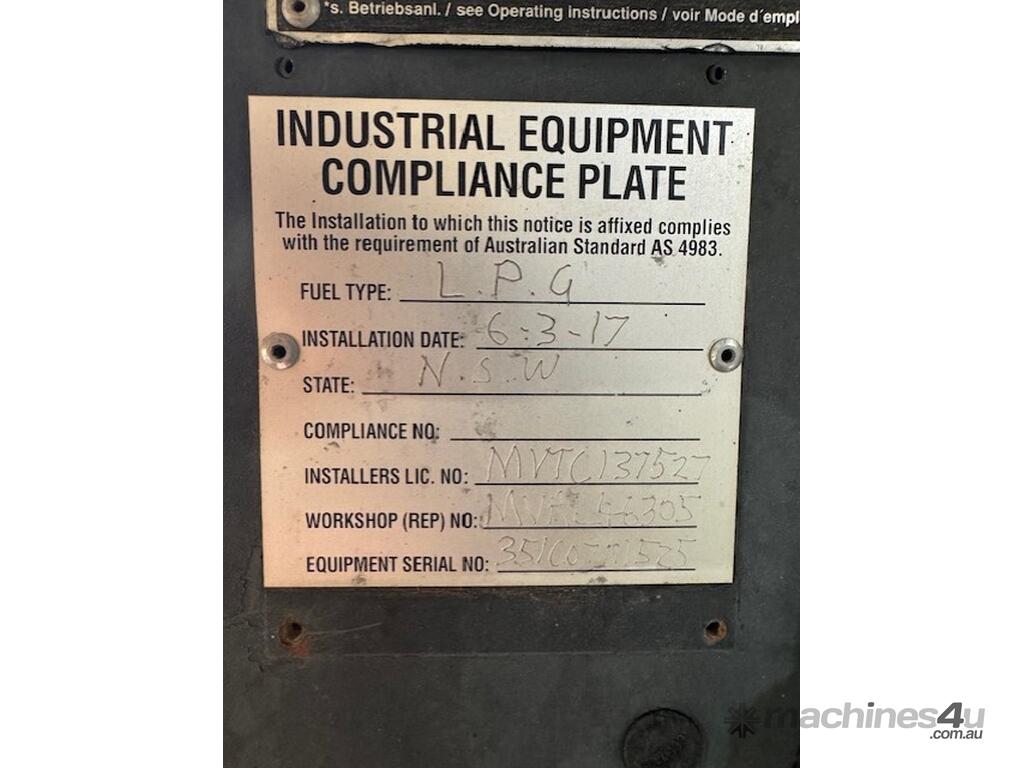 *s. Betriebsanl. / see Operating instructions / voir Mode d´empl
INDUSTRIAL EQUIPMENT
COMPLIANCE PLATE
The Installation to which this notice is affixed complies
with the requirement of Australian Standard AS 4983.
FUEL TYPE: L.P.G
INSTALLATION DATE: 6-3-17
STATE: N.S.W
COMPLIANCE NO:
INSTALLERS LIC. NO: MVTC137527
WORKSHOP (REP) NO:
EQUIPMENT SERIAL NO:
machines4u
.com.au